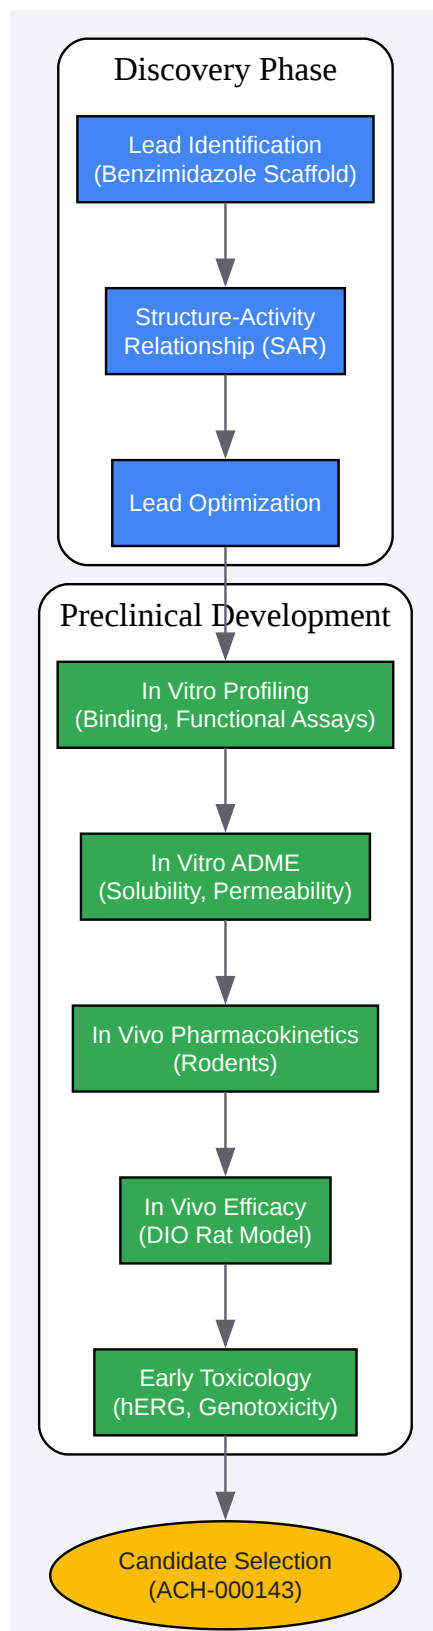 Discovery Phase
Lead Identification
(Benzimidazole Scaffold)
Structure-Activity
Relationship (SAR)
Lead Optimization
Preclinical Development
In Vitro Profiling
(Binding, Functional Assays)
In Vitro ADME
(Solubility, Permeability)
In Vivo Pharmacokinetics
(Rodents)
In Vivo Efficacy
(DIO Rat Model)
Early Toxicology
(hERG, Genotoxicity)
Candidate Selection
(ACH-000143)